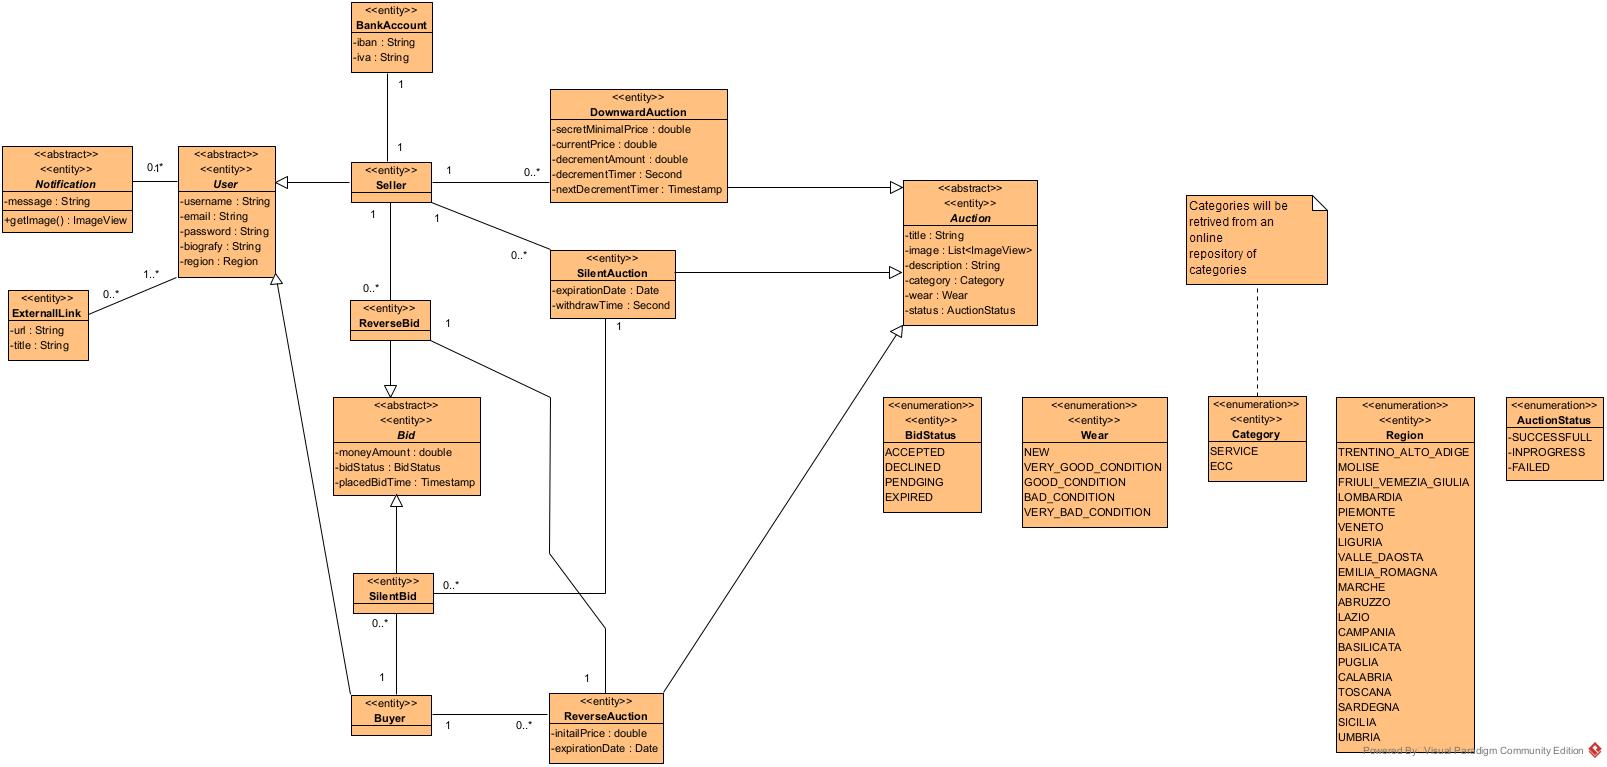 <<entity>>
BankAccount
-iban : String
-iva : String
1
1
<<abstract>>
<<entity>>
Notification
-message : String
+getImage() : ImageView
0..*
1
<<abstract>>
<<entity>>
User
-username : String
-email : String
-password : String
-biografy : String
-region : Region
1..*
0..*
<<entity>>
ExternallLink
-url : String
-title : String
<<entity>>
Seller
1
0..*
1
1
0..*
0..*
<<entity>>
DownwardAuction
-secretMinimalPrice : double
-currentPrice : double
-decrementAmount : double
-decrementTimer : Second
-nextDecrementTimer : Timestamp
<<entity>>
SilentAuction
-expirationDate : Date
-withdrawTime : Second
1
<<abstract>>
<<entity>>
Auction
-title : String
-image : List<ImageView>
-description : String
-category : Category
-wear : Wear
-status : AuctionStatus
Categories will be
retrived from an
online
repository of
categories
<<entity>>
ReverseBid
1
<<abstract>>
<<entity>>
Bid
-moneyAmount : double
-bidStatus : BidStatus
-placedBidTime : Timestamp
<<entity>>
SilentBid
0..*
0..*
1
<<entity>>
Buyer
1
0..*
1
<<entity>>
ReverseAuction
-initailPrice : double
-expirationDate : Date
<<enumeration>>
<<entity>>
BidStatus
ACCEPTED
DECLINED
PENDGING
EXPIRED
<<enumeration>>
<<entity>>
Wear
NEW
VERY_GOOD_CONDITION
GOOD_CONDITION
BAD_CONDITION
VERY_BAD_CONDITION
<<enumeration>>
<<entity>>
Category
SERVICE
ECC
<<enumeration>>
<<entity>>
Region
TRENTINO_ALTO_ADIGE
MOLISE
FRIULI_VEMEZIA_GIULIA
LOMBARDIA
PIEMONTE
VENETO
LIGURIA
VALLE_DAOSTA
EMILIA_ROMAGNA
MARCHE
ABRUZZO
LAZIO
CAMPANIA
BASILICATA
PUGLIA
CALABRIA
TOSCANA
SARDEGNA
SICILIA
UMBRIA
<<enumeration>>
AuctionStatus
-SUCCESSFULL
-INPROGRESS
-FAILED
Powered By Visual Paradigm Community Edition